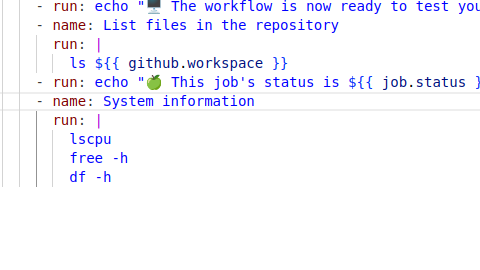 - run: echo "🖥️ The workflow is now ready to test you
- name: List files in the repository
run: |
ls ${{ github.workspace }}
- run: echo "🍏 This job's status is ${{ job.status }
- name: System information
run: |
lscpu
free -h
df -h